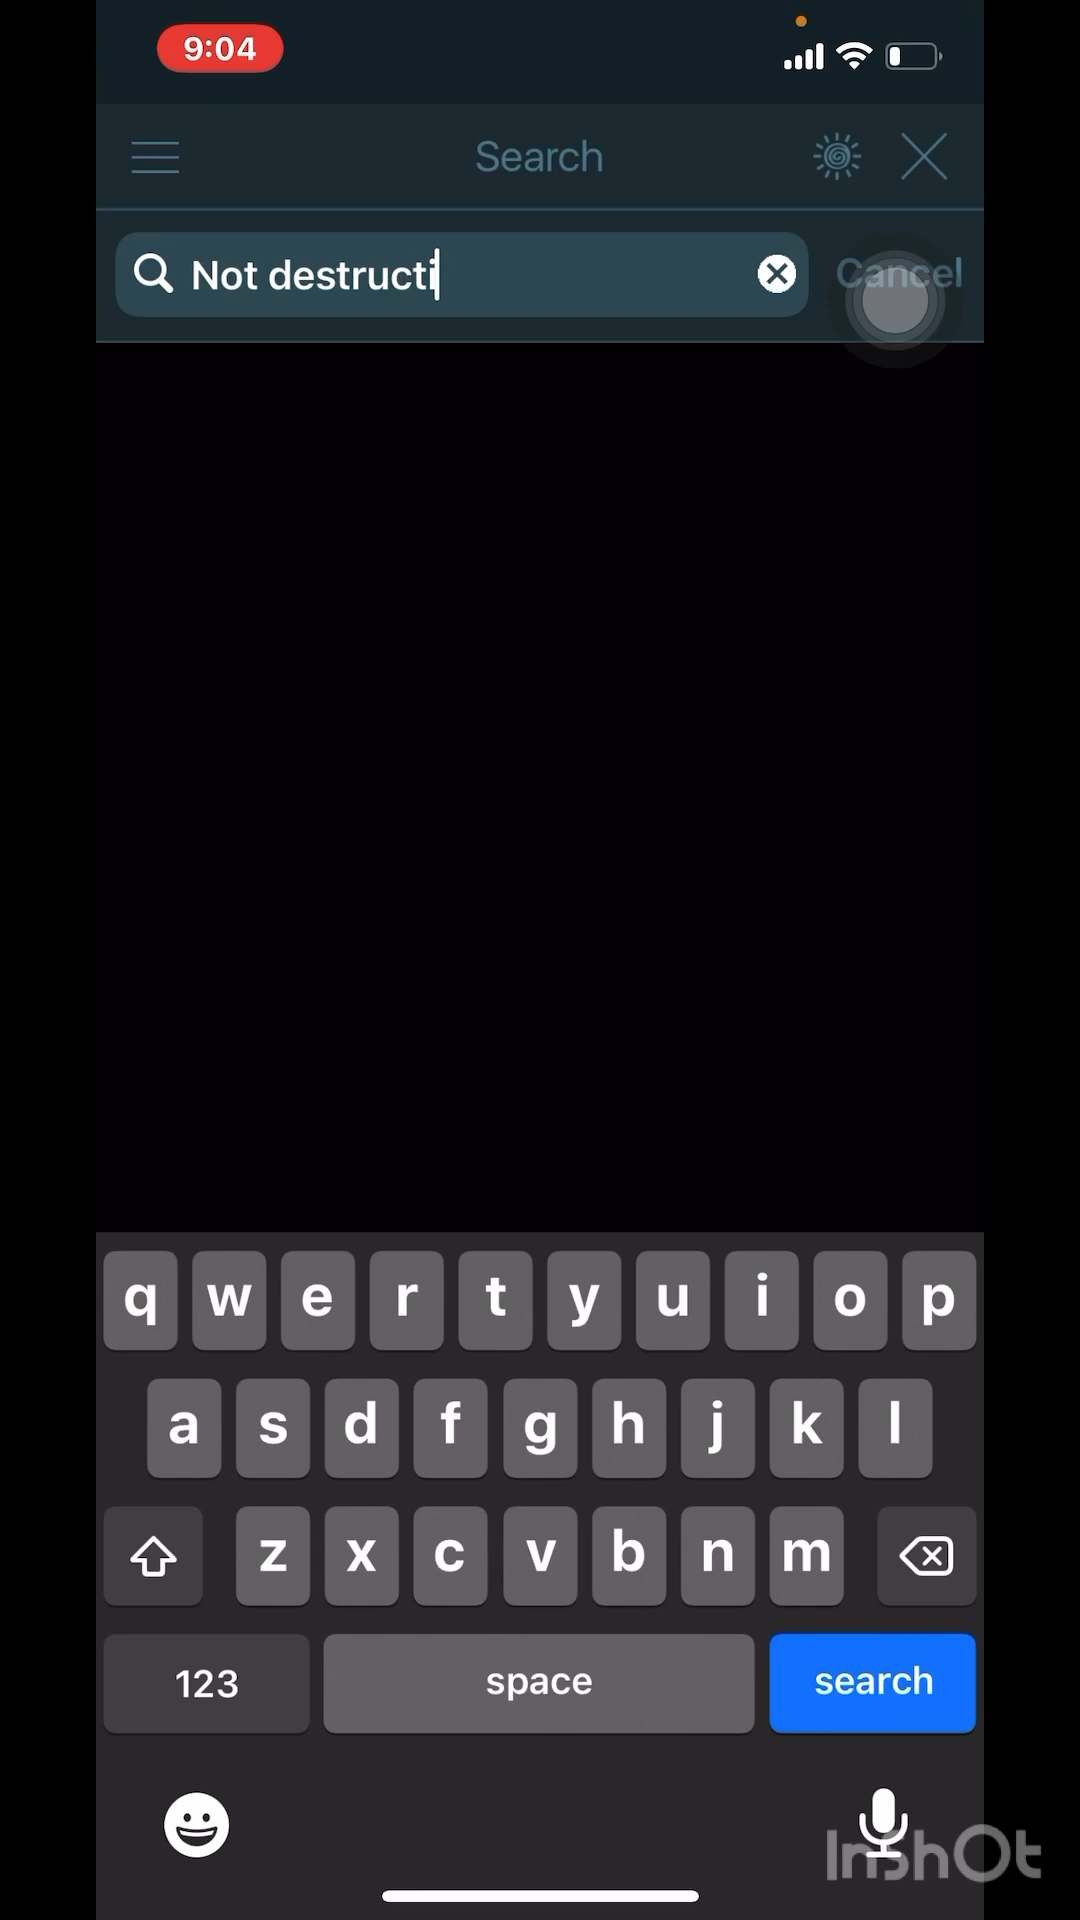 9:04
Search
Not destructi
Cancel
q w e r t y u i o p
a s d f g h j k l
z x c v b n m
123 space search
InShOt